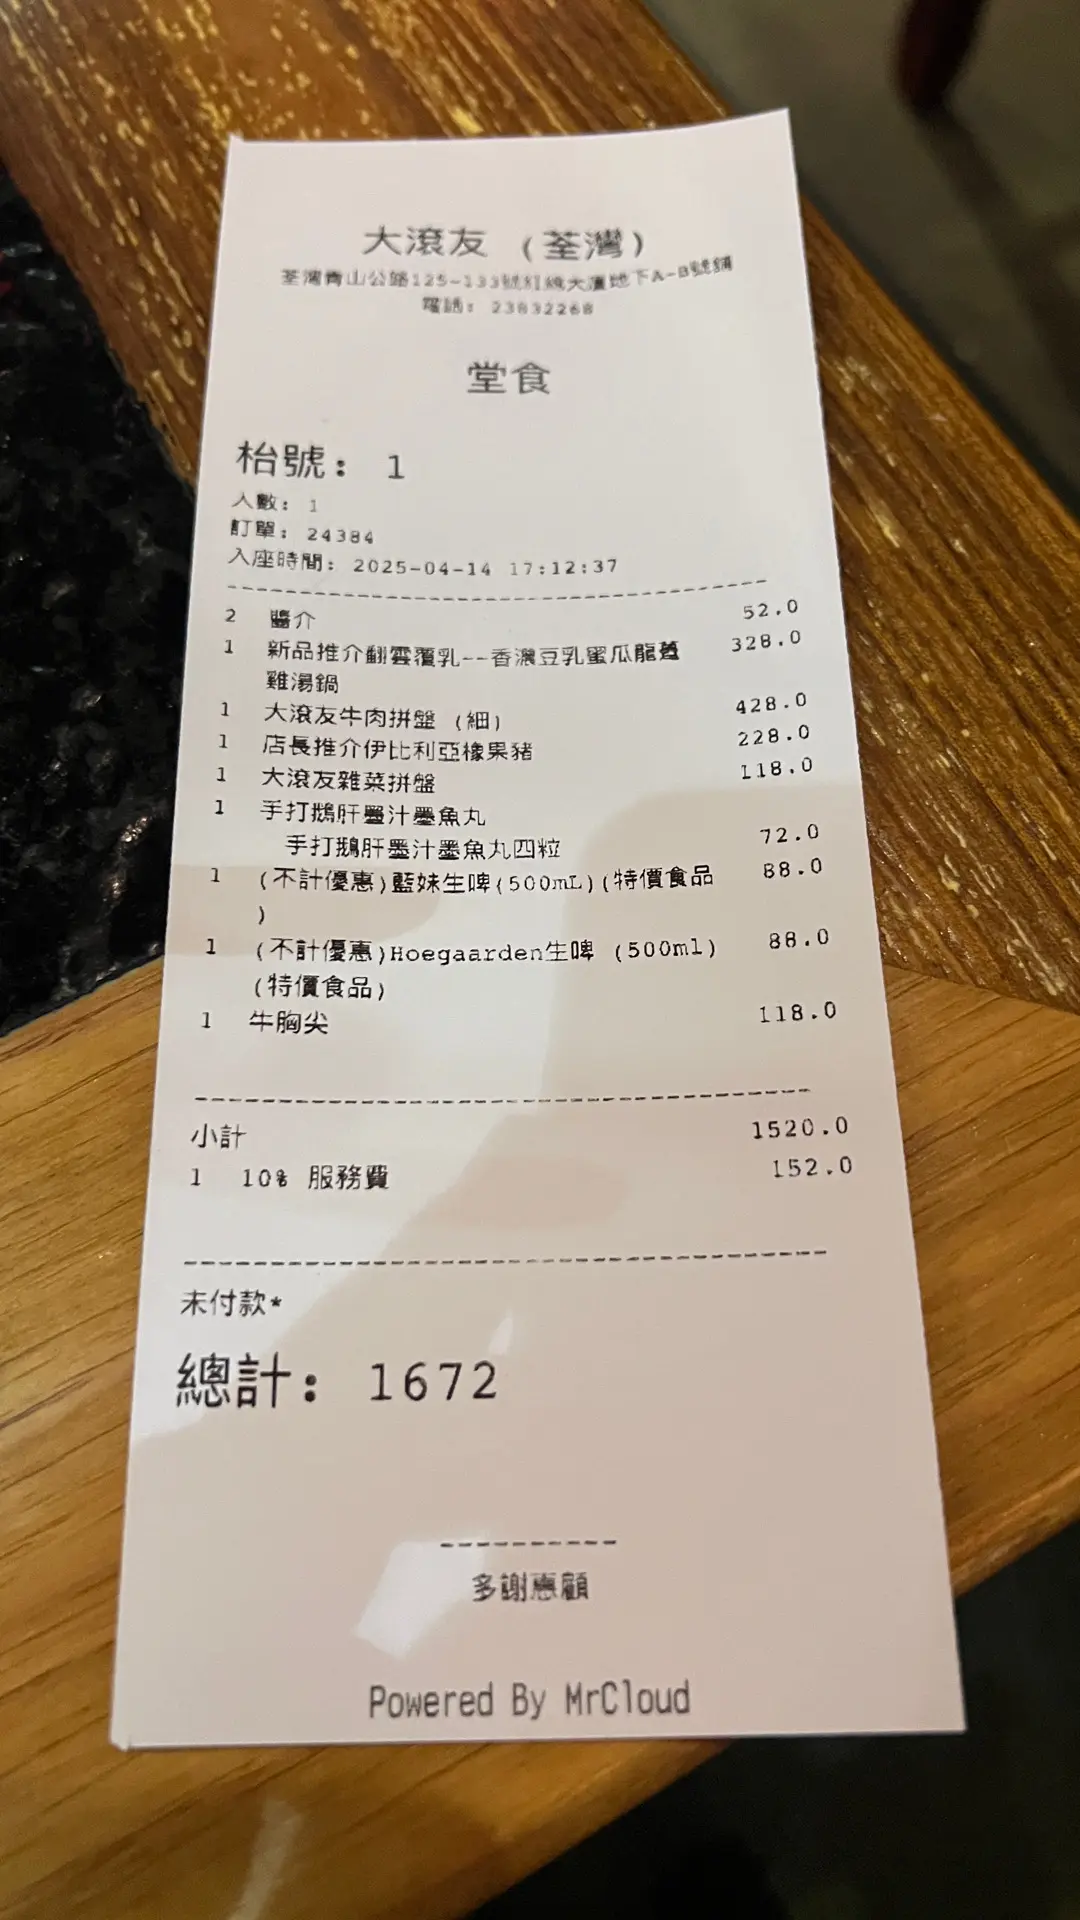 大滾友 (荃灣)
荃灣青山公路125-133號紅棉大廈地下A-B號舖
電話: 23832268
堂食
枱號: 1
人數: 1
訂單: 24384
入座時間: 2025-04-14 17:12:37
2 醬介 52.0
1 新品推介翻雲覆乳--香濃豆乳蜜瓜龍躉 328.0
雞湯鍋
1 大滾友牛肉拼盤 (細) 428.0
1 店長推介伊比利亞橡果豬 228.0
1 大滾友雜菜拼盤 118.0
1 手打鵝肝墨汁墨魚丸
手打鵝肝墨汁墨魚丸四粒 72.0
1 (不計優惠)藍妹生啤(500mL)(特價食品 88.0
)
1 (不計優惠)Hoegaarden生啤 (500ml) 88.0
(特價食品)
1 牛胸尖 118.0
小計 1520.0
1 10% 服務費 152.0
未付款*
總計: 1672
多謝惠顧
Powered By MrCloud